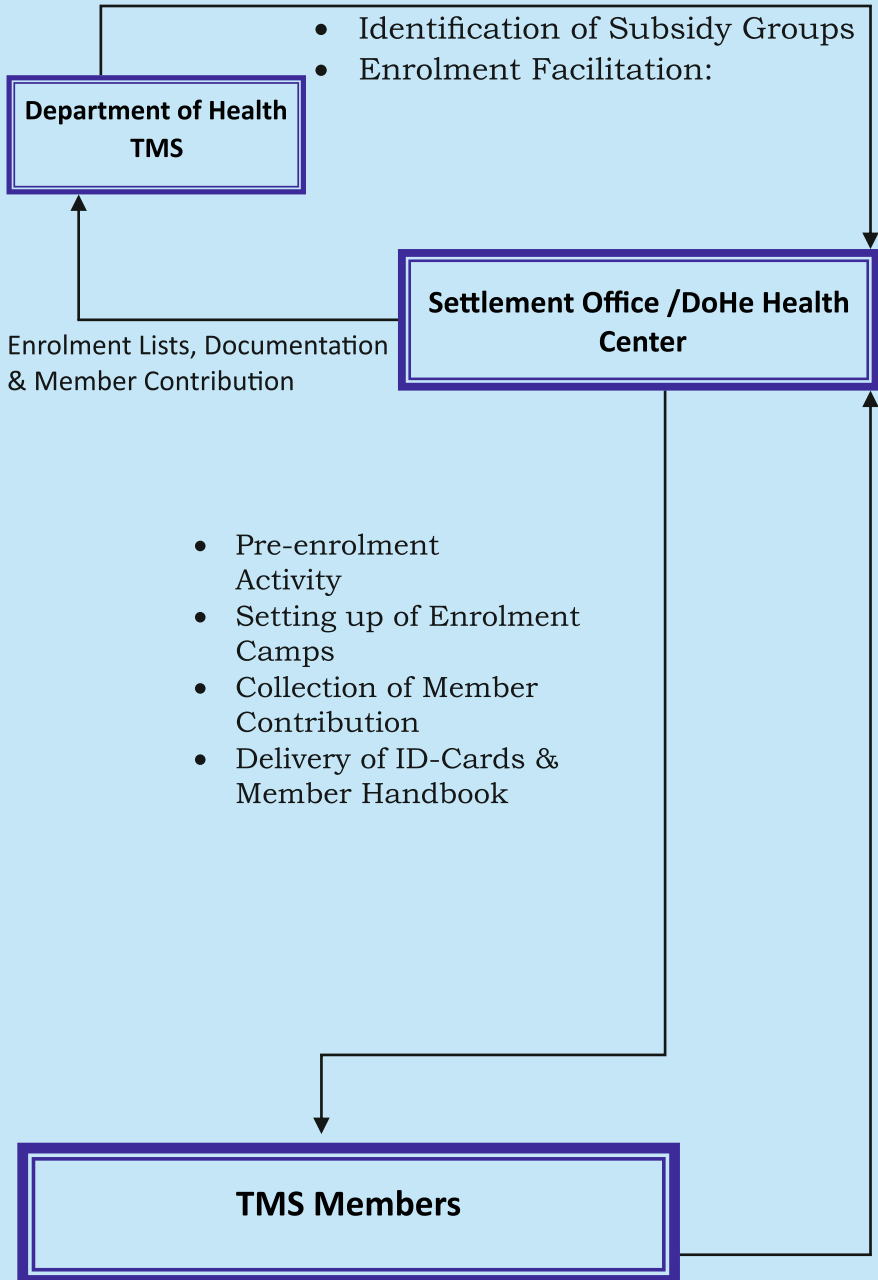 • Identification of Subsidy Groups
• Enrolment Facilitation:
Department of Health
TMS
Settlement Office /DoHe Health
Center
Enrolment Lists, Documentation
& Member Contribution
• Pre-enrolment
Activity
• Setting up of Enrolment
Camps
• Collection of Member
Contribution
• Delivery of ID-Cards &
Member Handbook
TMS Members